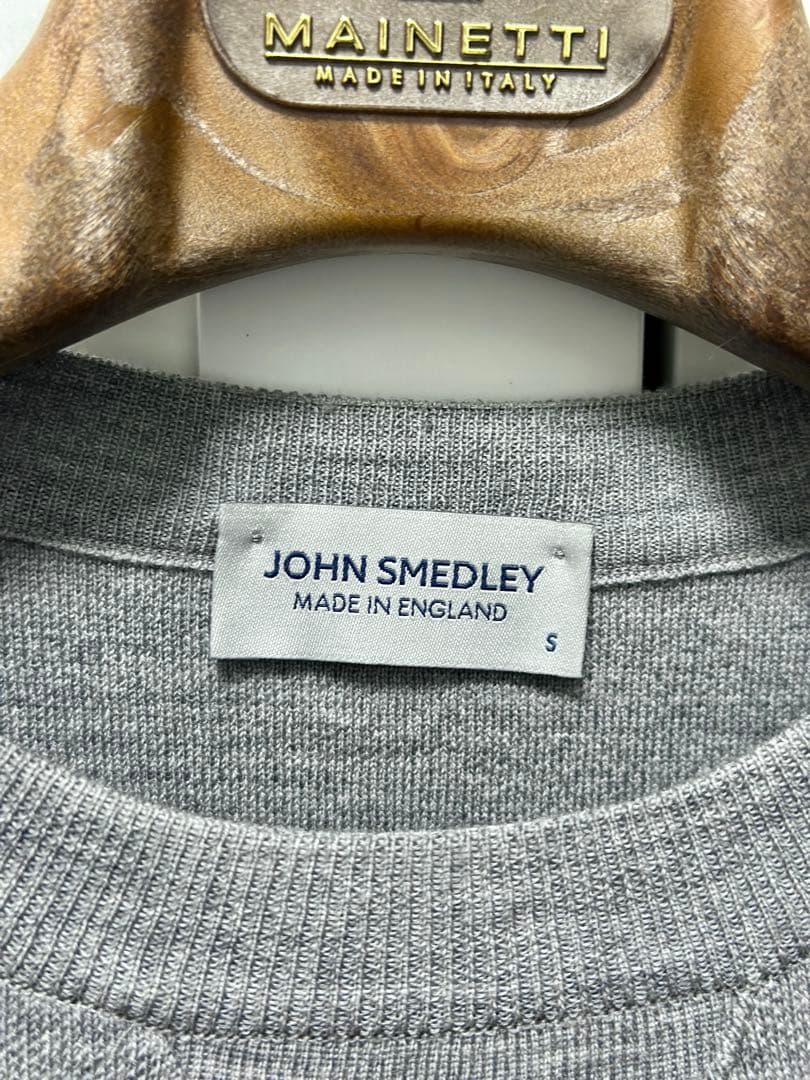 MAINETTI
MADE IN ITALY
JOHN SMEDLEY
MADE IN ENGLAND
S